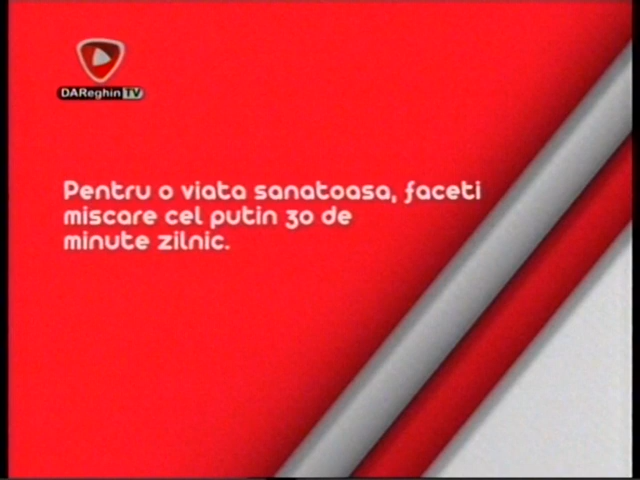 DAReghin TV
Pentru o viata sanatoasa, faceti
miscare cel putin 30 de
minute zilnic.